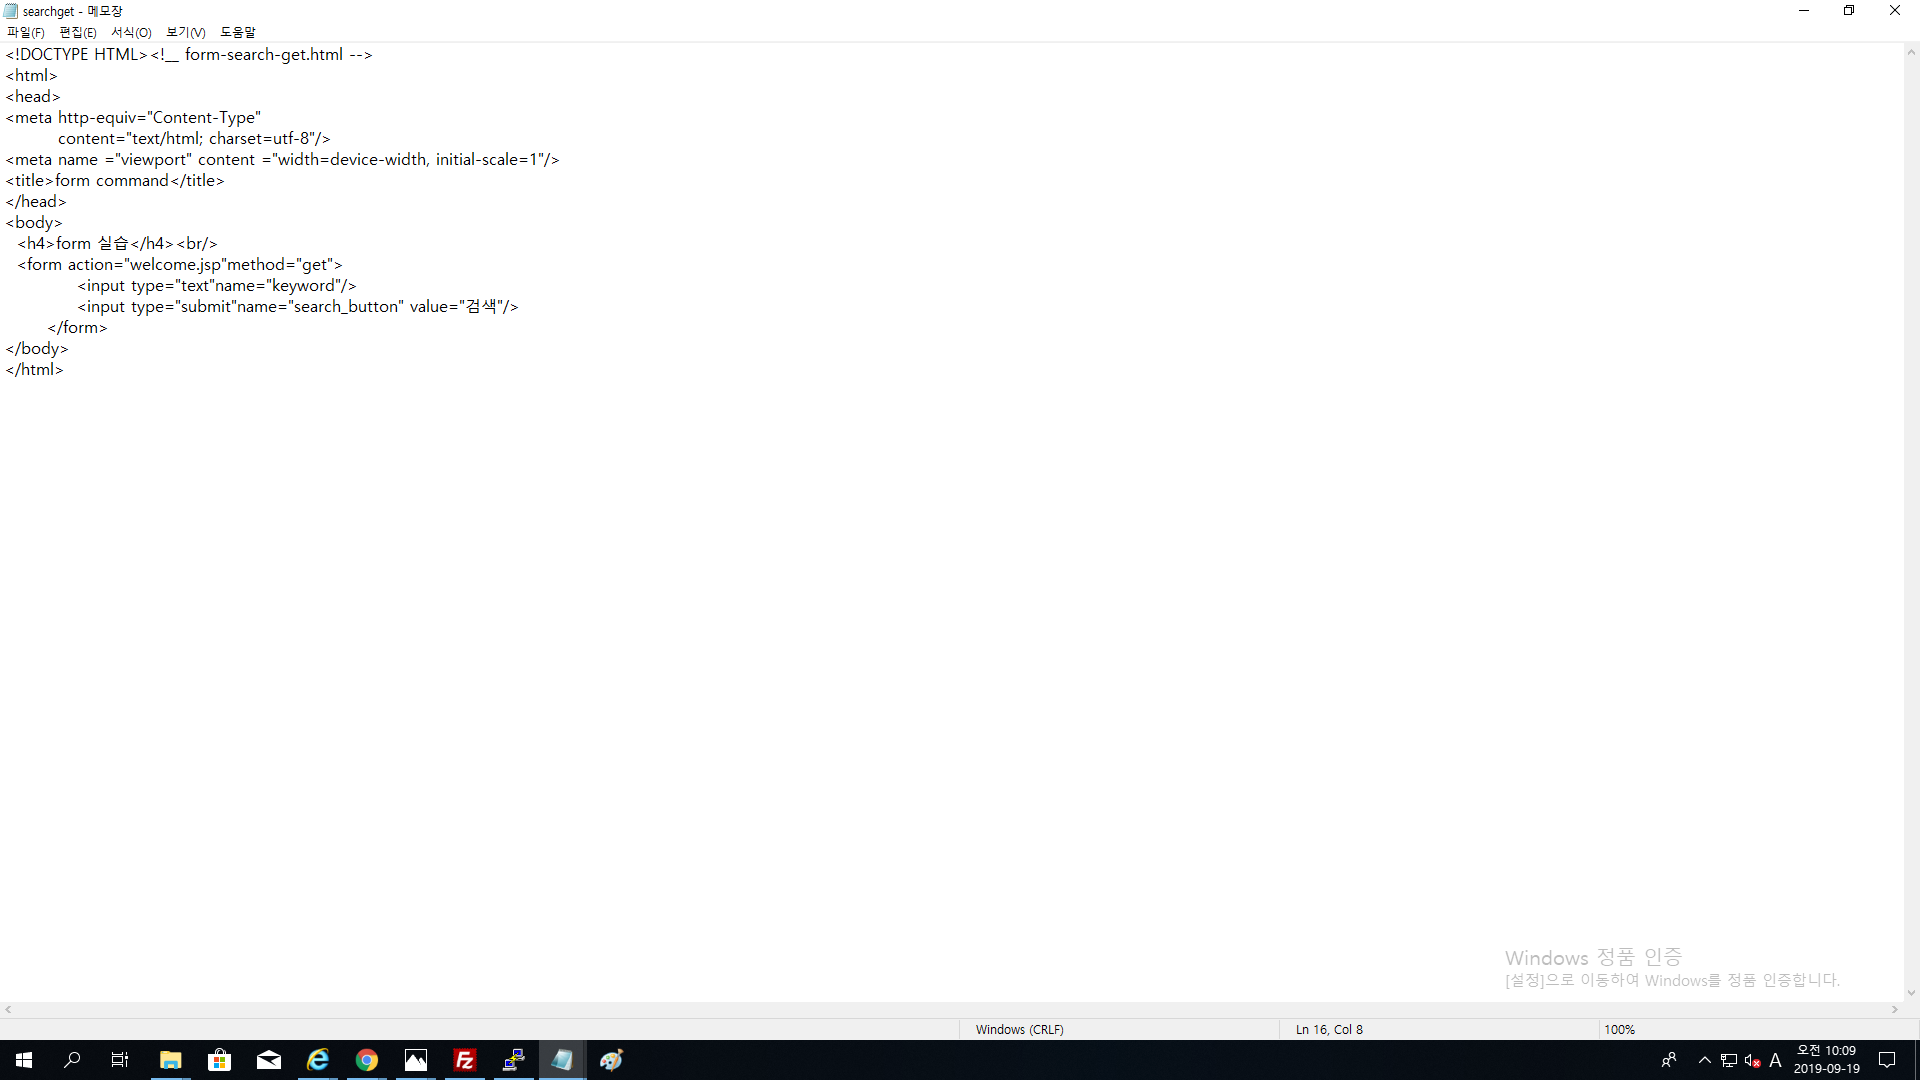 searchget - 메모장
파일(F) 편집(E) 서식(O) 보기(V) 도움말
<!DOCTYPE HTML><!__ form-search-get.html -->
<html>
<head>
<meta http-equiv="Content-Type"
content="text/html; charset=utf-8"/>
<meta name ="viewport" content ="width=device-width, initial-scale=1"/>
<title>form command</title>
</head>
<body>
<h4>form 실습</h4><br/>
<form action="welcome.jsp"method="get">
<input type="text"name="keyword"/>
<input type="submit"name="search_button" value="검색"/>
</form>
</body>
</html>
Windows 정품 인증
[설정]으로 이동하여 Windows를 정품 인증합니다.
Windows (CRLF) Ln 16, Col 8 100%
Fz
A 오전 10:09
2019-09-19